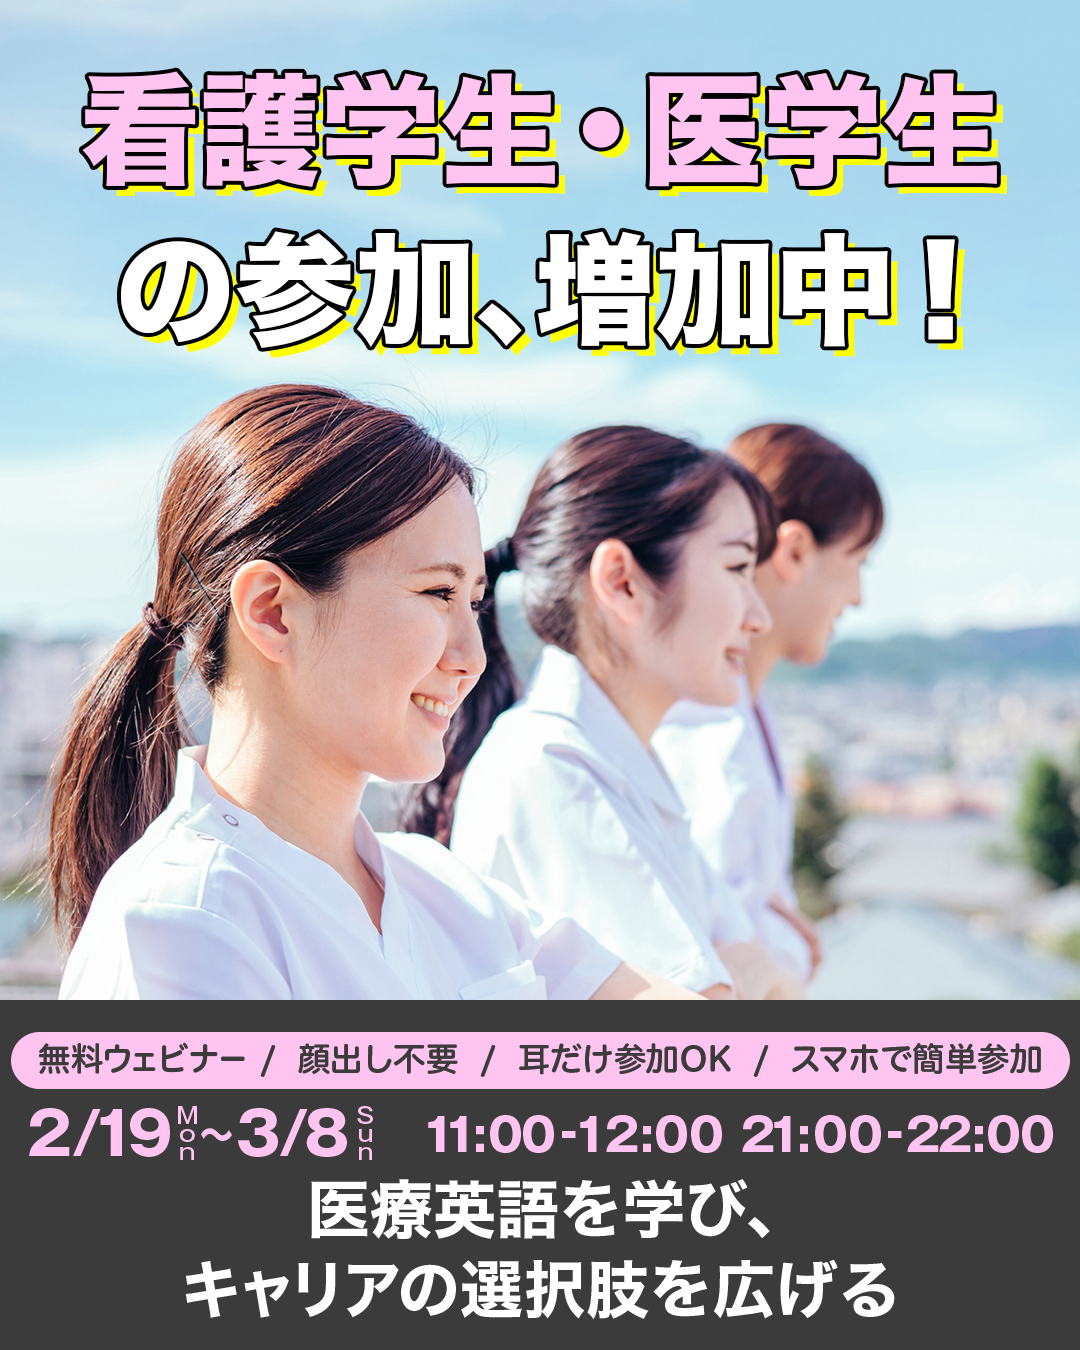 看護学生・医学生
の参加、増加中！
無料ウェビナー / 顔出し不要 / 耳だけ参加OK / スマホで簡単参加
2/19 Mon～3/8 Sun 11:00-12:00 21:00-22:00
医療英語を学び、
キャリアの選択肢を広げる